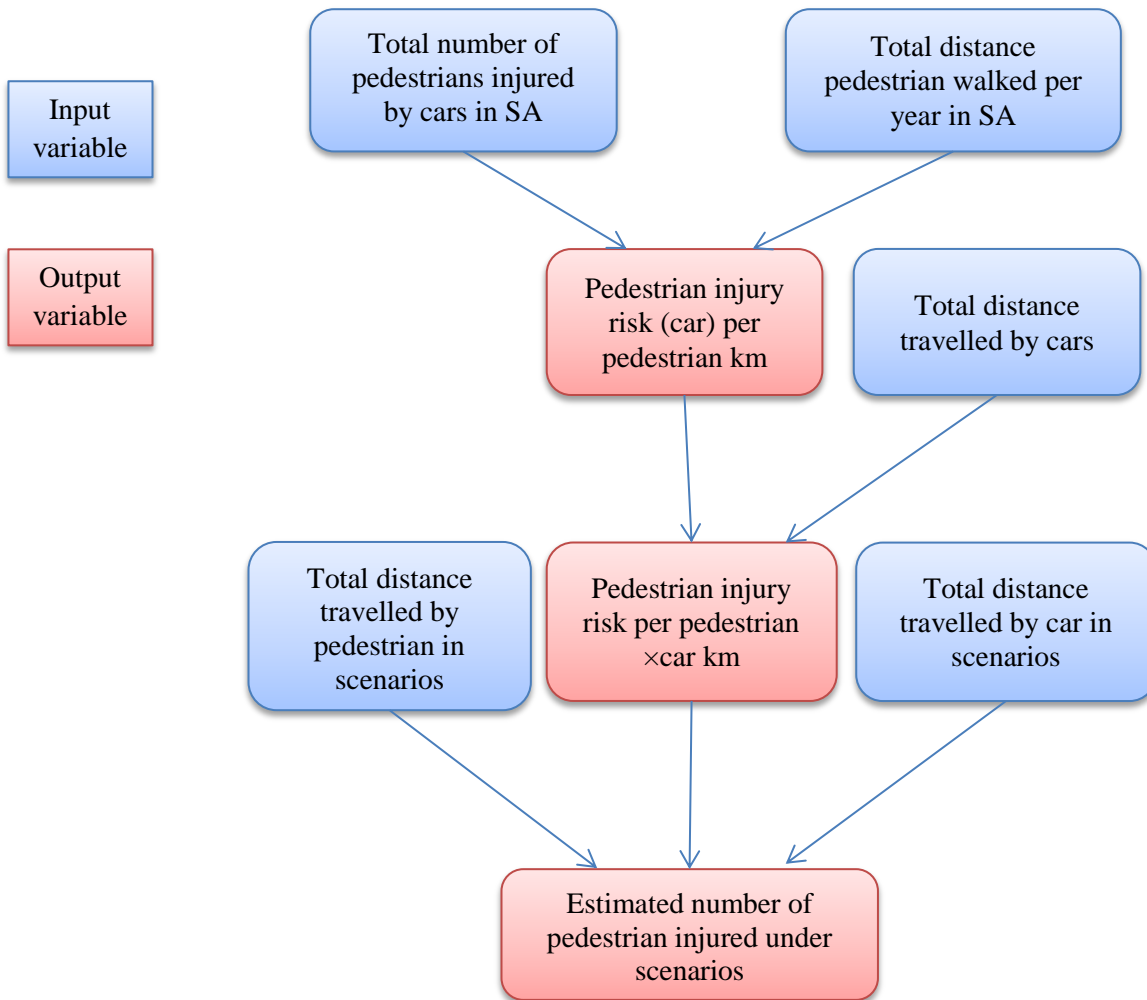 Input
variable
Output
variable
Total number of
pedestrians injured
by cars in SA
Total distance
pedestrian walked per
year in SA
Pedestrian injury
risk (car) per
pedestrian km
Total distance
travelled by cars
Total distance
travelled by
pedestrian in
scenarios
Pedestrian injury
risk per pedestrian
×car km
Total distance
travelled by car in
scenarios
Estimated number of
pedestrian injured under
scenarios